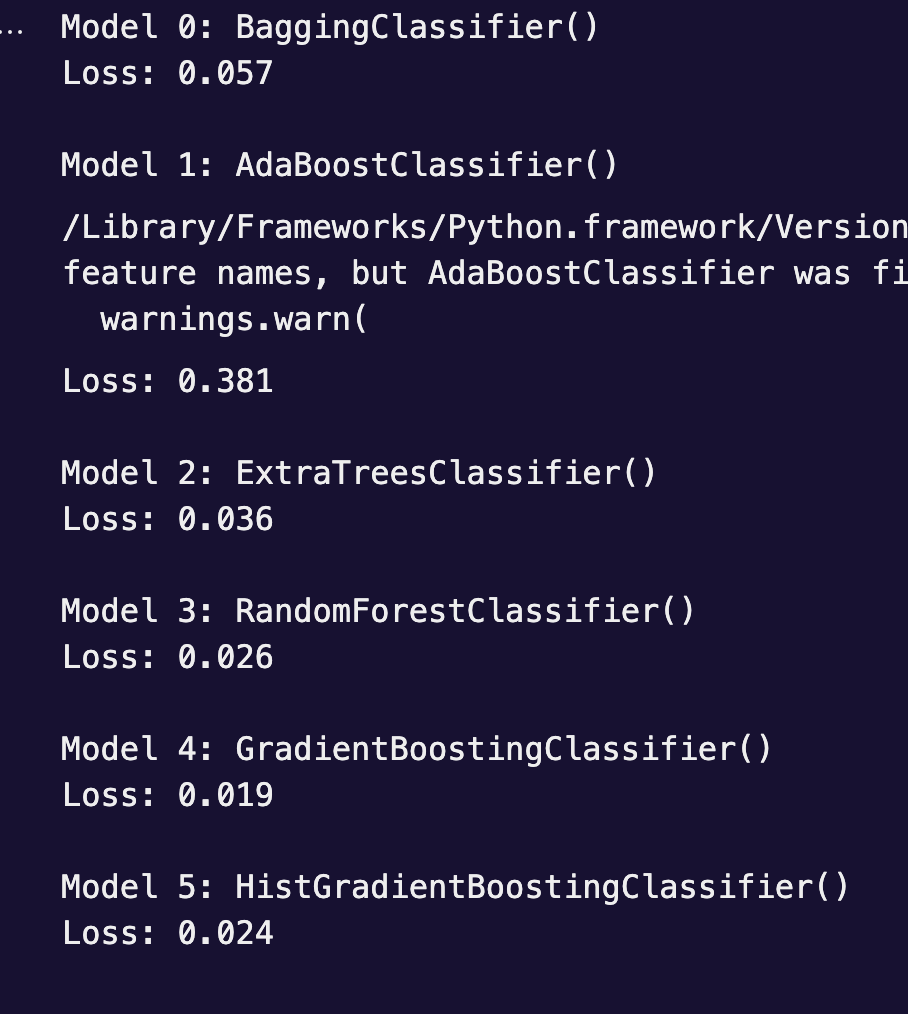 ... Model 0: BaggingClassifier()
Loss: 0.057
Model 1: AdaBoostClassifier()
/Library/Frameworks/Python.framework/Version
feature names, but AdaBoostClassifier was fi
warnings.warn(
Loss: 0.381
Model 2: ExtraTreesClassifier()
Loss: 0.036
Model 3: RandomForestClassifier()
Loss: 0.026
Model 4: GradientBoostingClassifier()
Loss: 0.019
Model 5: HistGradientBoostingClassifier()
Loss: 0.024